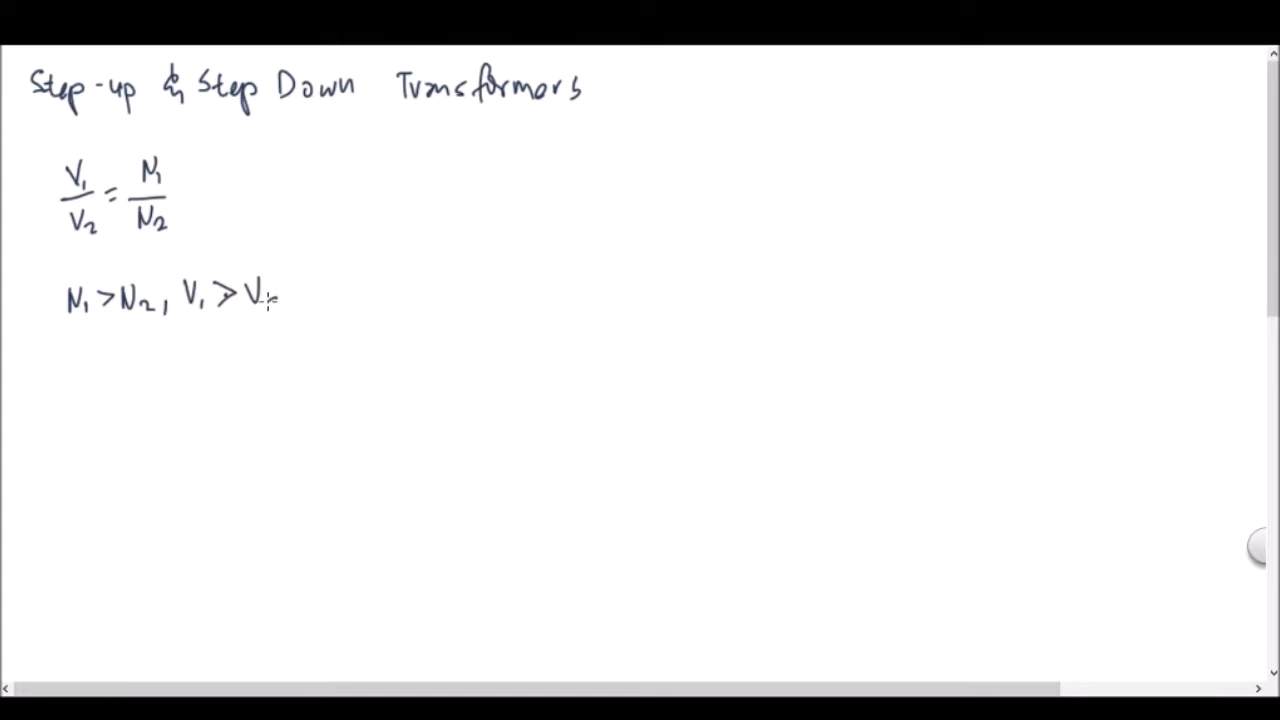 Step-up & Step Down Transformers
V₁/V₂ = N₁/N₂
N₁ > N₂, V₁ > V